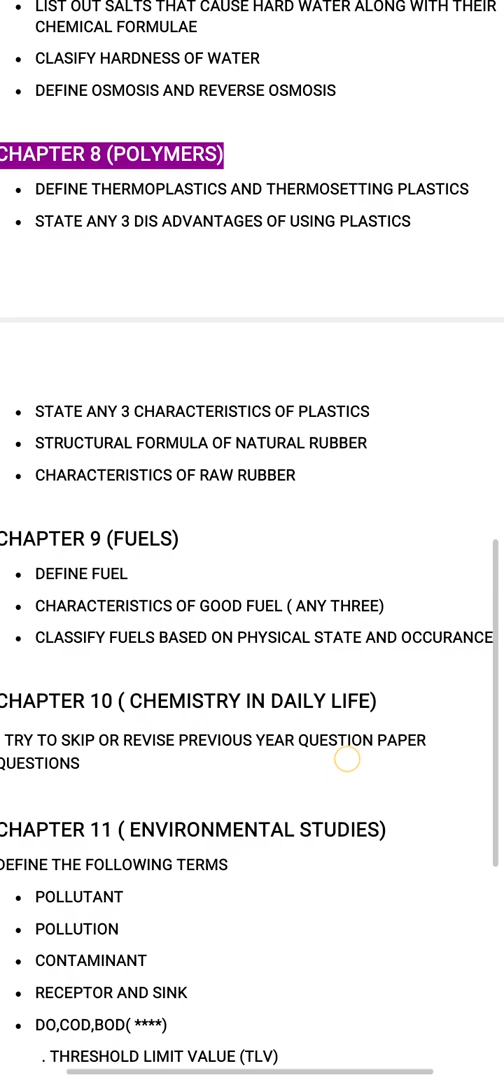 LIST OUT SALTS THAT CAUSE HARD WATER ALONG WITH THEIR
CHEMICAL FORMULAE
CLASIFY HARDNESS OF WATER
DEFINE OSMOSIS AND REVERSE OSMOSIS
CHAPTER 8 (POLYMERS)
DEFINE THERMOPLASTICS AND THERMOSETTING PLASTICS
STATE ANY 3 DIS ADVANTAGES OF USING PLASTICS
STATE ANY 3 CHARACTERISTICS OF PLASTICS
STRUCTURAL FORMULA OF NATURAL RUBBER
CHARACTERISTICS OF RAW RUBBER
CHAPTER 9 (FUELS)
DEFINE FUEL
CHARACTERISTICS OF GOOD FUEL ( ANY THREE)
CLASSIFY FUELS BASED ON PHYSICAL STATE AND OCCURANCE
CHAPTER 10 ( CHEMISTRY IN DAILY LIFE)
TRY TO SKIP OR REVISE PREVIOUS YEAR QUESTION PAPER
QUESTIONS
CHAPTER 11 ( ENVIRONMENTAL STUDIES)
DEFINE THE FOLLOWING TERMS
POLLUTANT
POLLUTION
CONTAMINANT
RECEPTOR AND SINK
DO,COD,BOD( ****)
. THRESHOLD LIMIT VALUE (TLV)